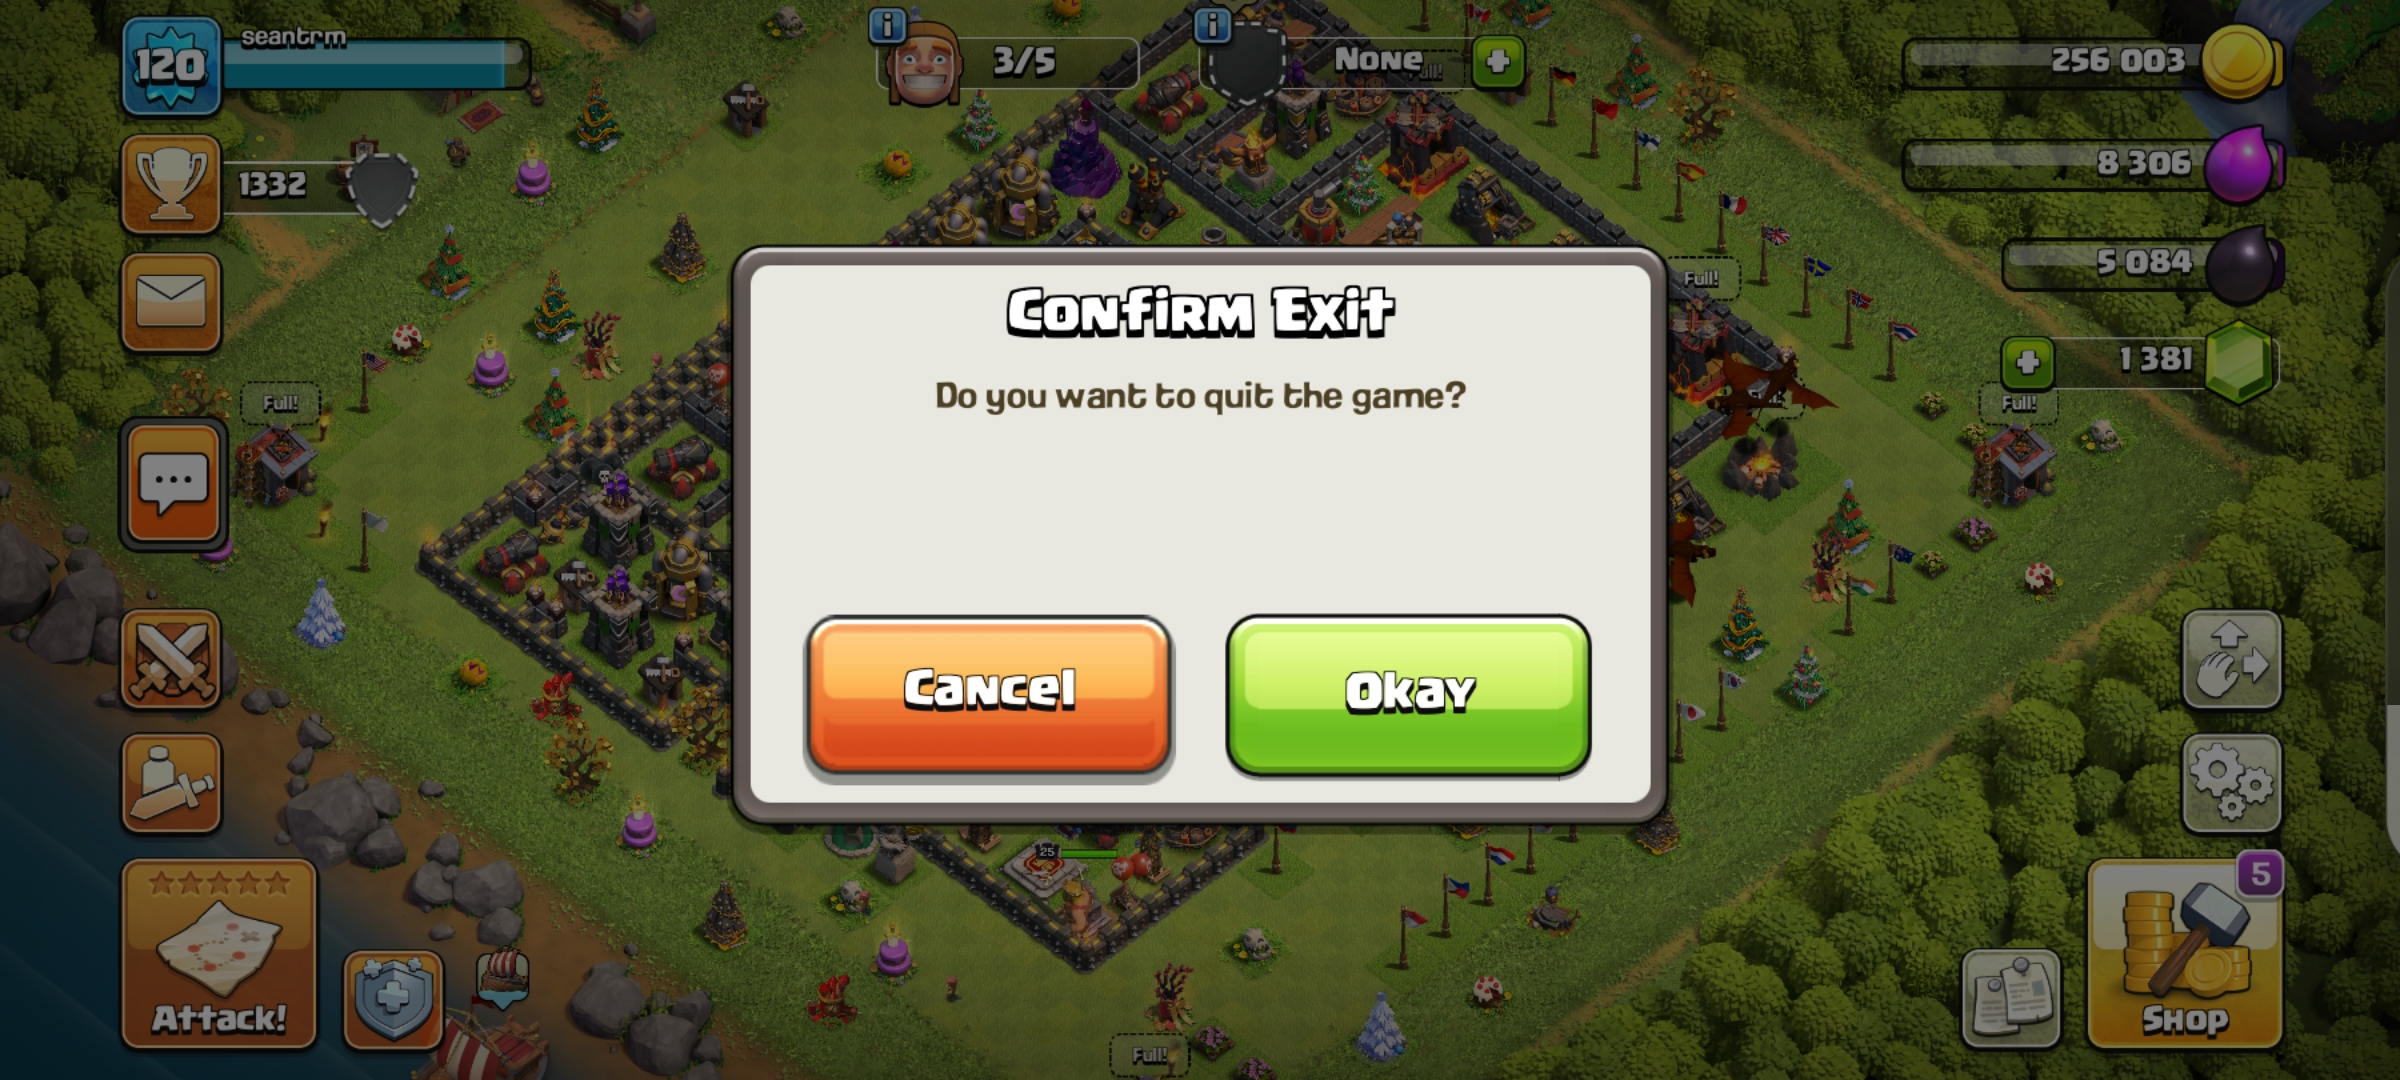 120
seantrm
3/5
None
256 003
1332
8 306
5 084
1 381
Full!
Full!
Full!
Confirm Exit
Do you want to quit the game?
Cancel
Okay
25
5
Attack!
Shop
Full!